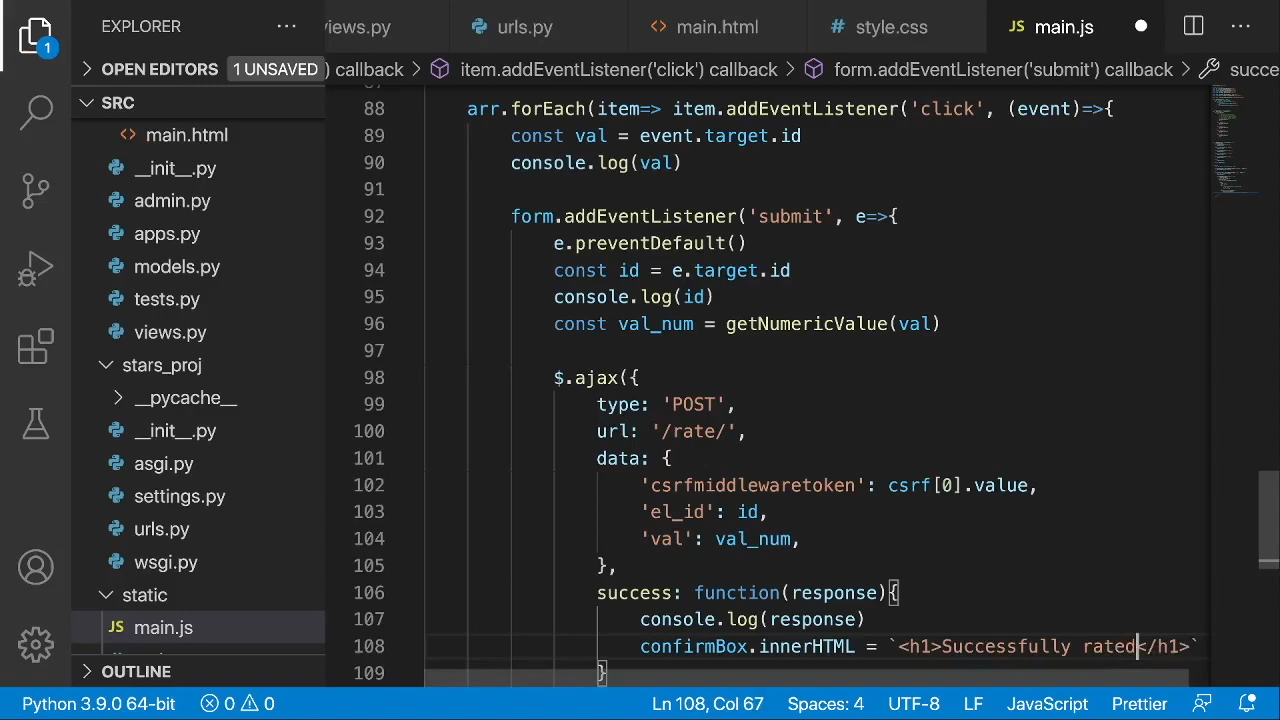 EXPLORER
views.py
urls.py
main.html
# style.css
JS main.js
1
OPEN EDITORS 1 UNSAVED
) callback > item.addEventListener('click') callback > form.addEventListener('submit') callback > succe
SRC
main.html
__init__.py
admin.py
apps.py
models.py
tests.py
views.py
stars_proj
__pycache__
__init__.py
asgi.py
settings.py
urls.py
wsgi.py
static
JS main.js
OUTLINE
88 arr.forEach(item=> item.addEventListener('click', (event)=>{
89 const val = event.target.id
90 console.log(val)
91
92 form.addEventListener('submit', e=>{
93 e.preventDefault()
94 const id = e.target.id
95 console.log(id)
96 const val_num = getNumericValue(val)
97
98 $.ajax({
99 type: 'POST',
100 url: '/rate/',
101 data: {
102 'csrfmiddlewaretoken': csrf[0].value,
103 'el_id': id,
104 'val': val_num,
105 },
106 success: function(response){
107 console.log(response)
108 confirmBox.innerHTML = `<h1>Successfully rated</h1>`
109 }
Python 3.9.0 64-bit 0 0 Ln 108, Col 67 Spaces: 4 UTF-8 LF JavaScript Prettier